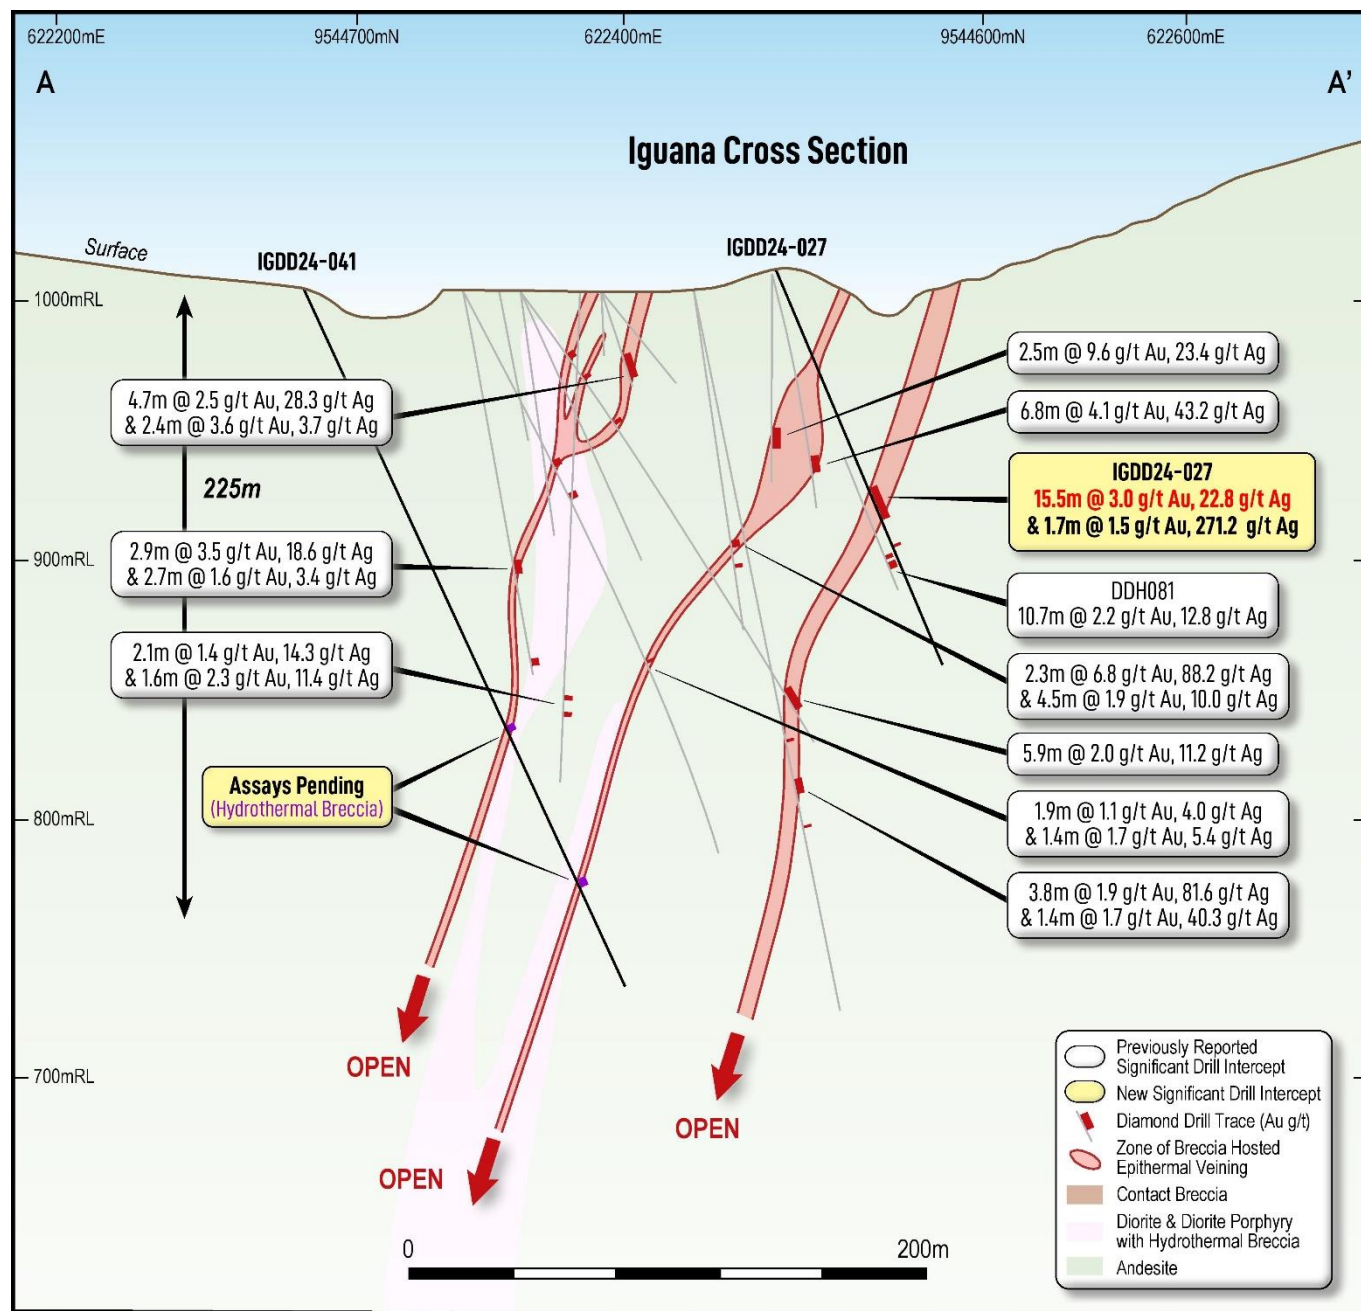 622200mE
9544700mN
622400mE
9544600mN
622600mE
A
A'
Iguana Cross Section
Surface
IGDD24-041
IGDD24-027
1000mRL
900mRL
800mRL
700mRL
225m
4.7m @ 2.5 g/t Au, 28.3 g/t Ag
& 2.4m @ 3.6 g/t Au, 3.7 g/t Ag
2.9m @ 3.5 g/t Au, 18.6 g/t Ag
& 2.7m @ 1.6 g/t Au, 3.4 g/t Ag
2.1m @ 1.4 g/t Au, 14.3 g/t Ag
& 1.6m @ 2.3 g/t Au, 11.4 g/t Ag
Assays Pending
(Hydrothermal Breccia)
2.5m @ 9.6 g/t Au, 23.4 g/t Ag
6.8m @ 4.1 g/t Au, 43.2 g/t Ag
IGDD24-027
15.5m @ 3.0 g/t Au, 22.8 g/t Ag
& 1.7m @ 1.5 g/t Au, 271.2 g/t Ag
DDH081
10.7m @ 2.2 g/t Au, 12.8 g/t Ag
2.3m @ 6.8 g/t Au, 88.2 g/t Ag
& 4.5m @ 1.9 g/t Au, 10.0 g/t Ag
5.9m @ 2.0 g/t Au, 11.2 g/t Ag
1.9m @ 1.1 g/t Au, 4.0 g/t Ag
& 1.4m @ 1.7 g/t Au, 5.4 g/t Ag
3.8m @ 1.9 g/t Au, 81.6 g/t Ag
& 1.4m @ 1.7 g/t Au, 40.3 g/t Ag
OPEN
OPEN
OPEN
0
200m
Previously Reported
Significant Drill Intercept
New Significant Drill Intercept
Diamond Drill Trace (Au g/t)
Zone of Breccia Hosted
Epithermal Veining
Contact Breccia
Diorite & Diorite Porphyry
with Hydrothermal Breccia
Andesite